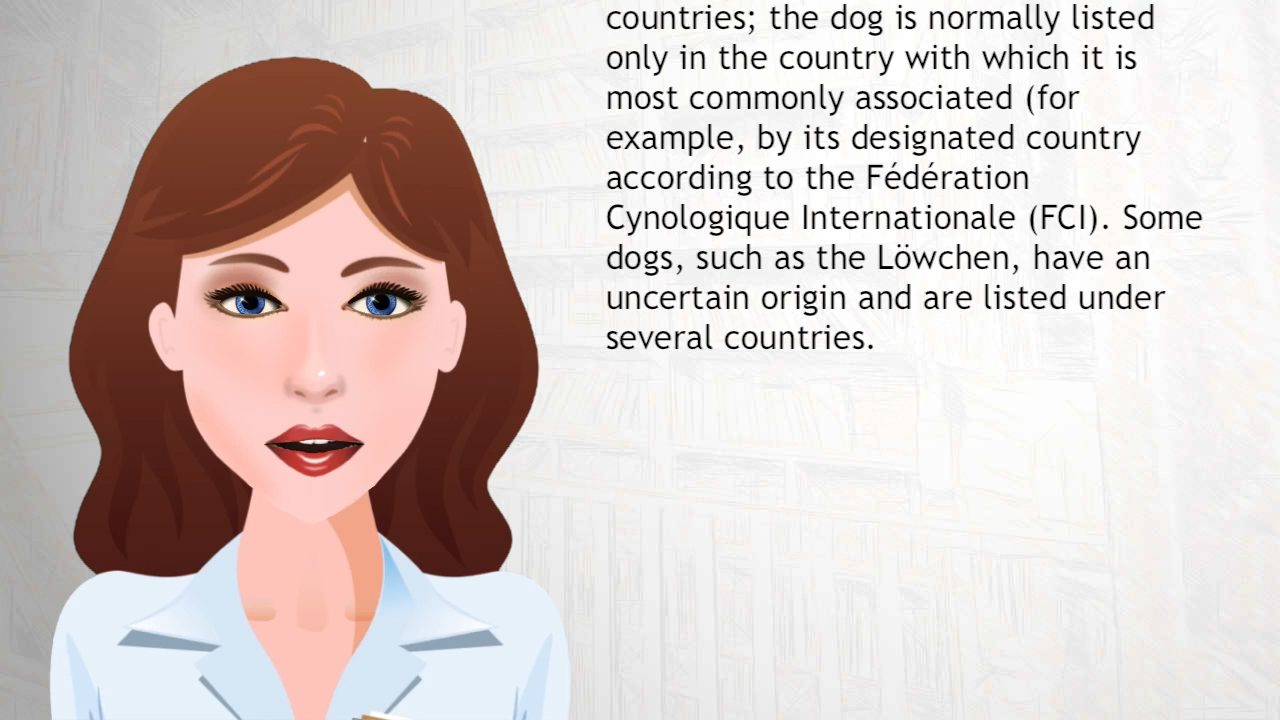 countries; the dog is normally listed
only in the country with which it is
most commonly associated (for
example, by its designated country
according to the Fédération
Cynologique Internationale (FCI). Some
dogs, such as the Löwchen, have an
uncertain origin and are listed under
several countries.